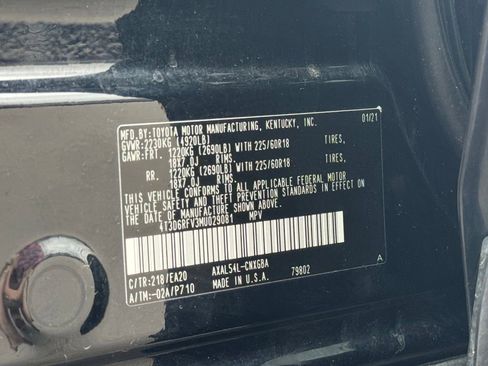 MFD.BY:TOYOTA MOTOR MANUFACTURING, KENTUCKY, INC. 01/21
GVWR:2230KG (4920LB)
GAWR:FRT. 1220KG (2690LB) WITH 225/60R18 TIRES,
18X7.0J RIMS.
RR. 1220KG (2690LB) WITH 225/60R18 TIRES,
18X7.0J RIMS.
THIS VEHICLE CONFORMS TO ALL APPLICABLE FEDERAL MOTOR
VEHICLE SAFETY AND THEFT PREVENTION STANDARDS IN EFFECT
ON THE DATE OF MANUFACTURE SHOWN ABOVE.
4T3D6RFV3MU029081 MPV
C/TR:218/EA20 AXAL54L-CNXGBA A
A/TM:-02A/P710 MADE IN U.S.A. 79802